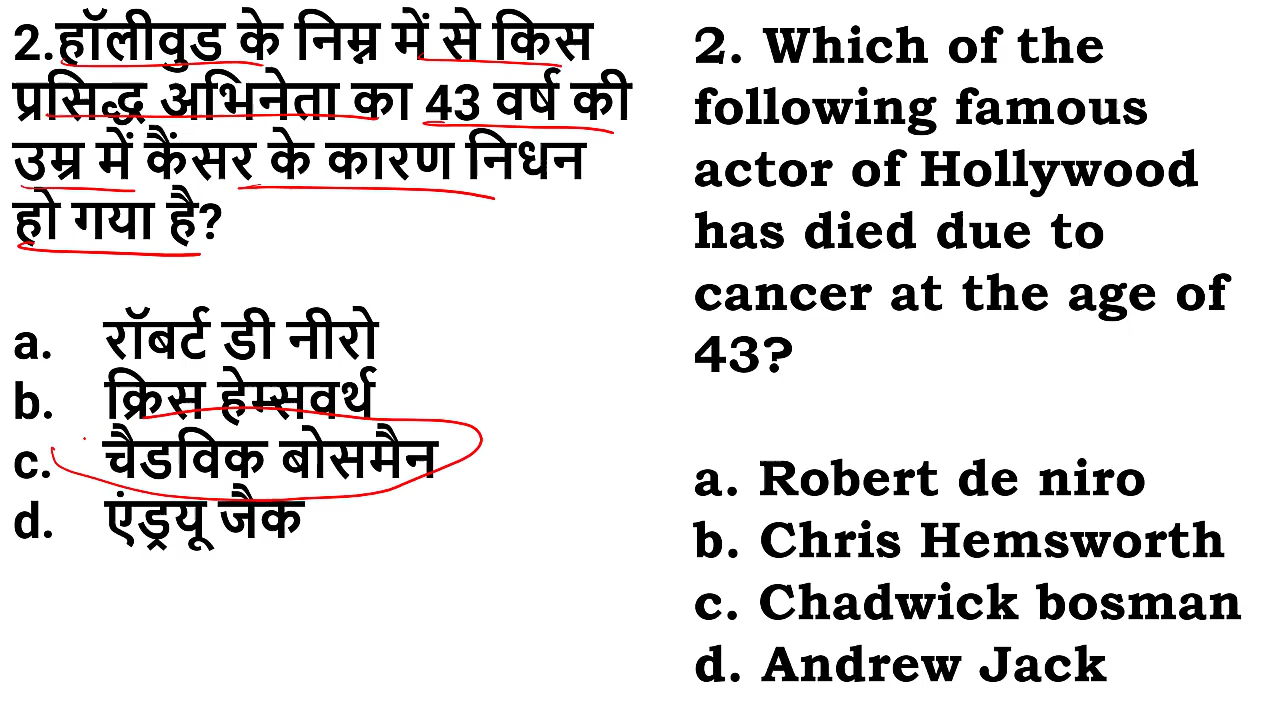 2.हॉलीवुड के निम्न में से किस
प्रसिद्ध अभिनेता का 43 वर्ष की
उम्र में कैंसर के कारण निधन
हो गया है?
a. रॉबर्ट डी नीरो
b. क्रिस हेम्सवर्थ
c. चैडविक बोसमैन
d. एंड्रयू जैक
2. Which of the
following famous
actor of Hollywood
has died due to
cancer at the age of
43?
a. Robert de niro
b. Chris Hemsworth
c. Chadwick bosman
d. Andrew Jack